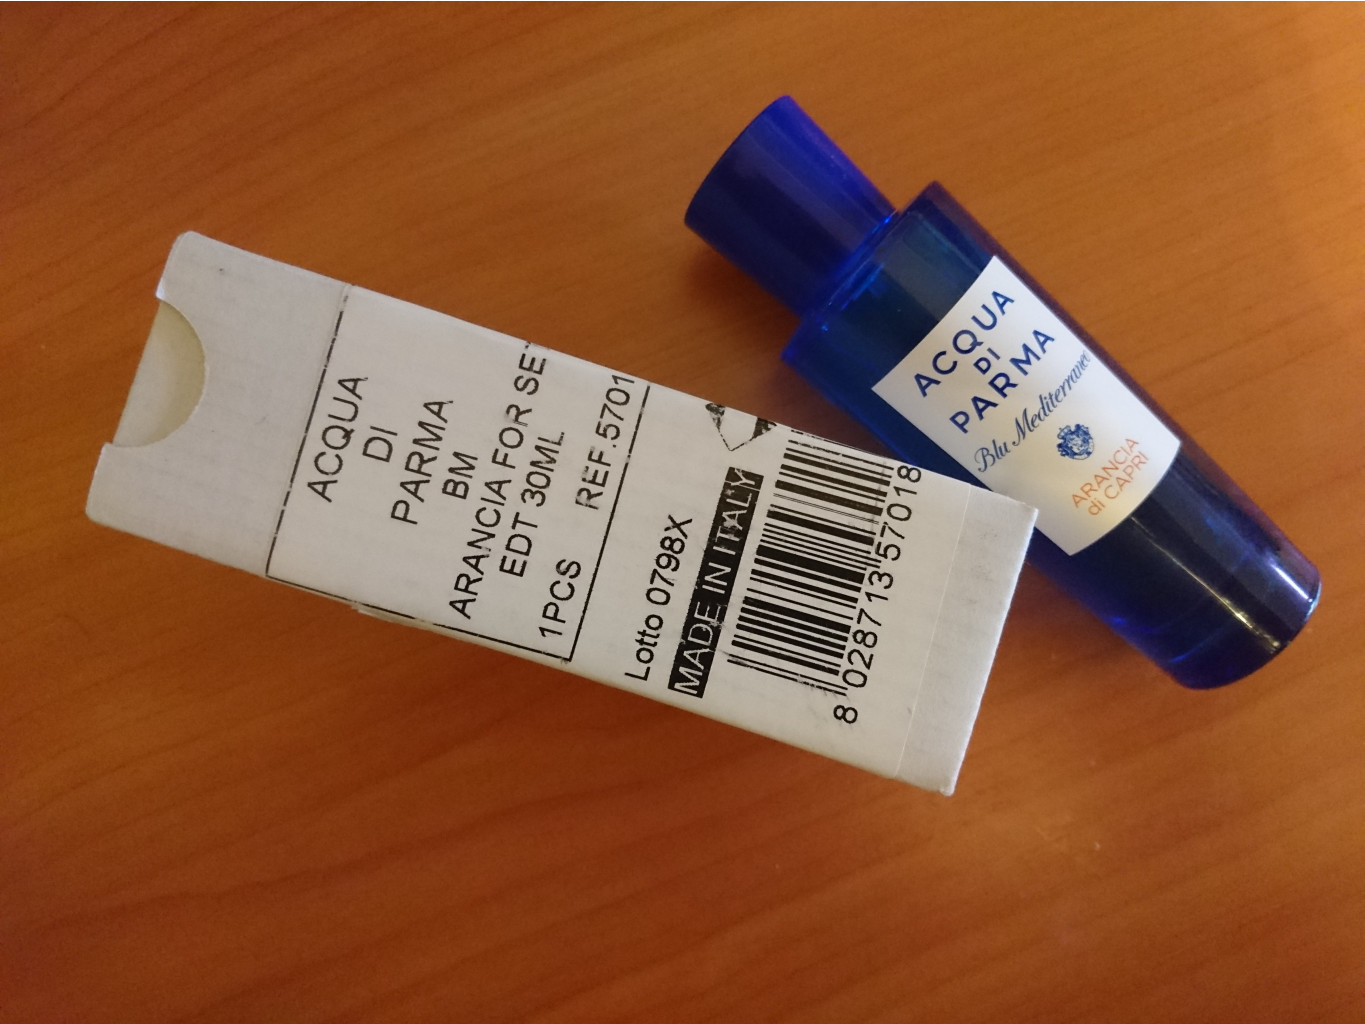 ACQUA
DI
PARMA
BM
ARANCIA FOR SET
EDT 30ML
1PCS REF.5701
Lotto 0798X
MADE IN ITALY
8 028713 57018
ACQUA
DI
PARMA
Blu Mediterraneo
ARANCIA
di CAPRI